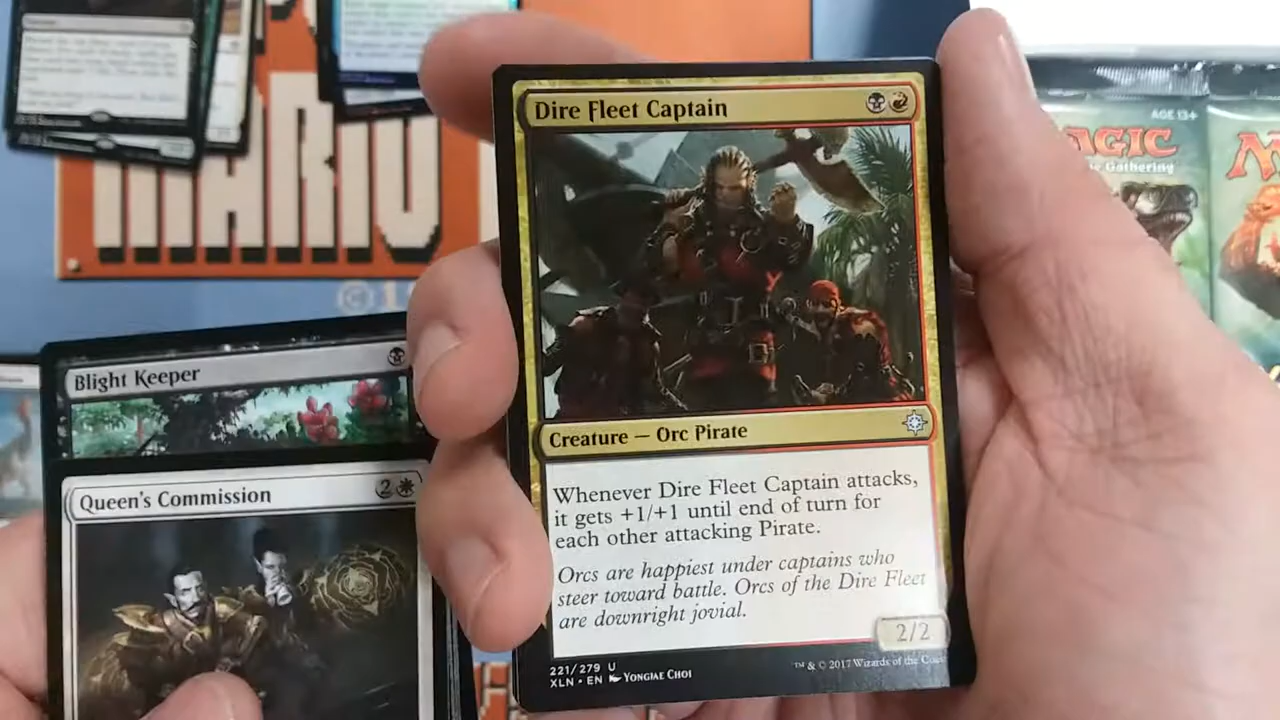 Dire Fleet Captain
Creature — Orc Pirate
Whenever Dire Fleet Captain attacks,
it gets +1/+1 until end of turn for
each other attacking Pirate.
Orcs are happiest under captains who
steer toward battle. Orcs of the Dire Fleet
are downright jovial.
2/2
221/279 U
XLN • EN YONGJAE CHOI
™ & © 2017 Wizards of the
Blight Keeper
Queen's Commission
2
MARIO
©
AGE 13+
MAGIC
Gathering
M